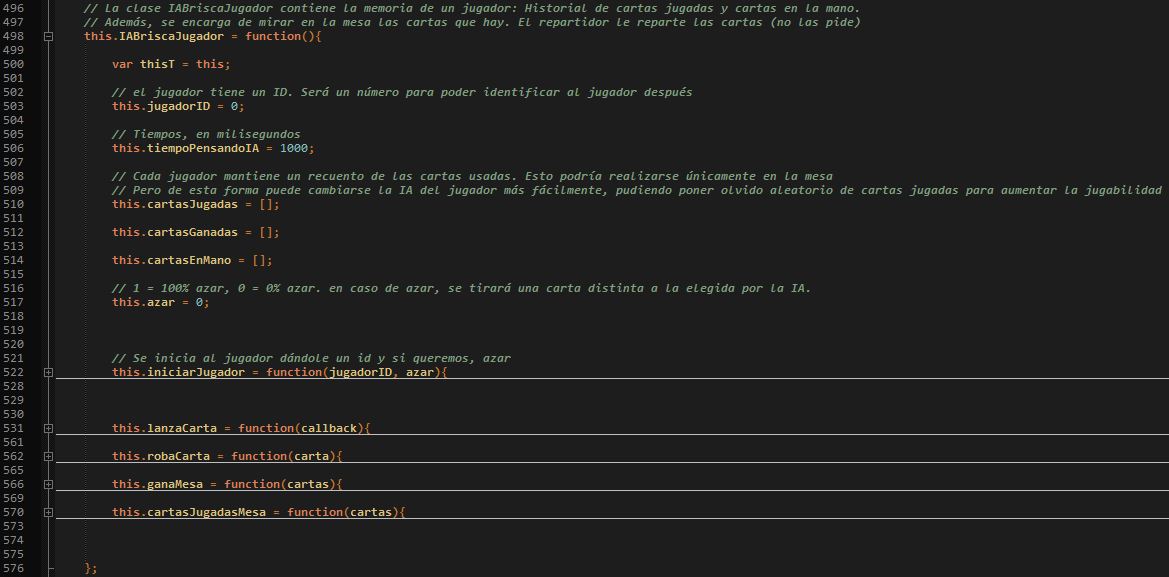 496 // La clase IABriscaJugador contiene la memoria de un jugador: Historial de cartas jugadas y cartas en la mano.
497 // Además, se encarga de mirar en la mesa las cartas que hay. El repartidor le reparte las cartas (no las pide)
498 this.IABriscaJugador = function(){
499
500 var thisT = this;
501
502 // el jugador tiene un ID. Será un número para poder identificar al jugador después
503 this.jugadorID = 0;
504
505 // Tiempos, en milisegundos
506 this.tiempoPensandoIA = 1000;
507
508 // Cada jugador mantiene un recuento de las cartas usadas. Esto podría realizarse únicamente en la mesa
509 // Pero de esta forma puede cambiarse la IA del jugador más fácilmente, pudiendo poner olvido aleatorio de cartas jugadas para aumentar la jugabilidad
510 this.cartasJugadas = [];
511
512 this.cartasGanadas = [];
513
514 this.cartasEnMano = [];
515
516 // 1 = 100% azar, 0 = 0% azar. en caso de azar, se tirará una carta distinta a la elegida por la IA.
517 this.azar = 0;
518
519
520
521 // Se inicia al jugador dándole un id y si queremos, azar
522 this.iniciarJugador = function(jugadorID, azar){
528
529
530
531 this.lanzaCarta = function(callback){
561
562 this.robaCarta = function(carta){
565
566 this.ganaMesa = function(cartas){
569
570 this.cartasJugadasMesa = function(cartas){
573
574
575
576 };